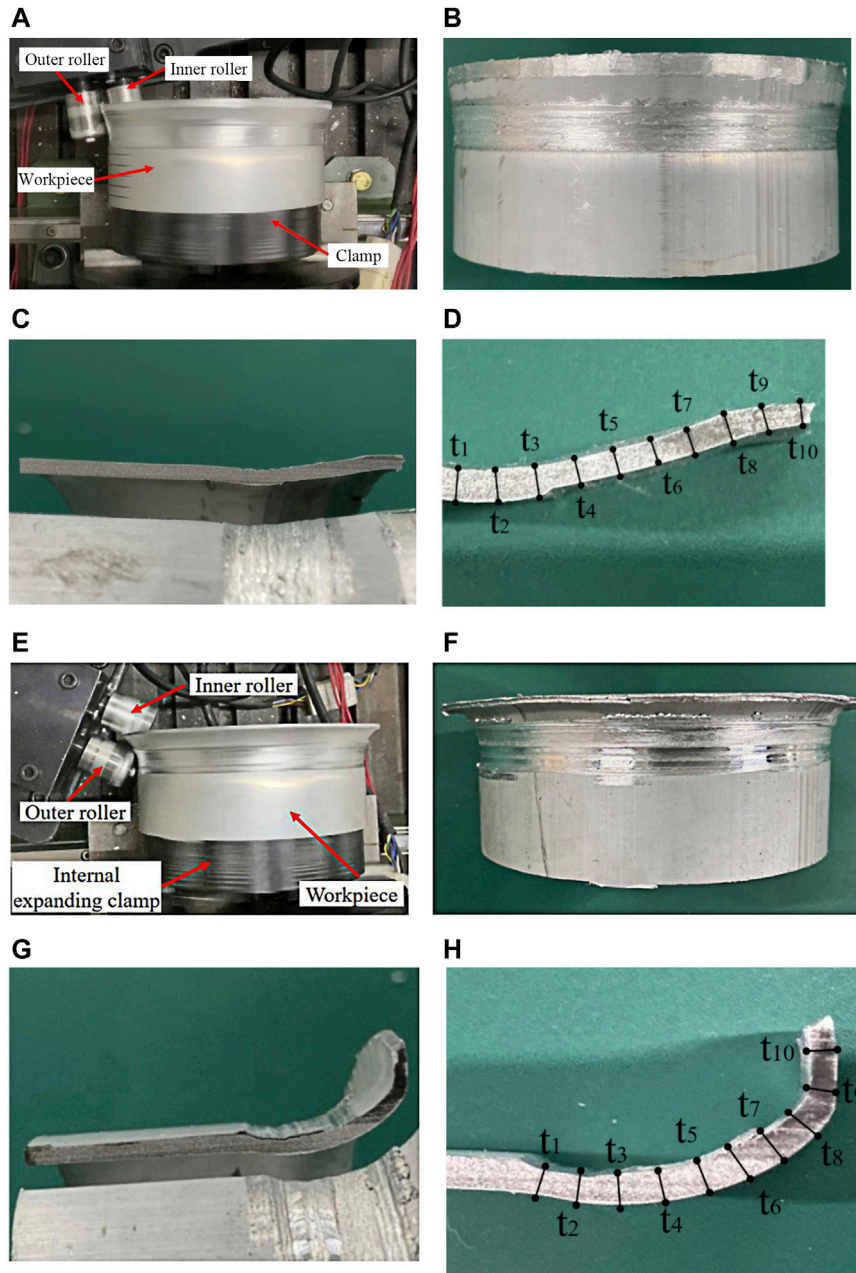 A
B
Outer roller
Inner roller
Workpiece
Clamp
C
D
t1
t2
t3
t4
t5
t6
t7
t8
t9
t10
E
F
Inner roller
Outer roller
Internal
expanding clamp
Workpiece
G
H
t1
t2
t3
t4
t5
t6
t7
t8
t10